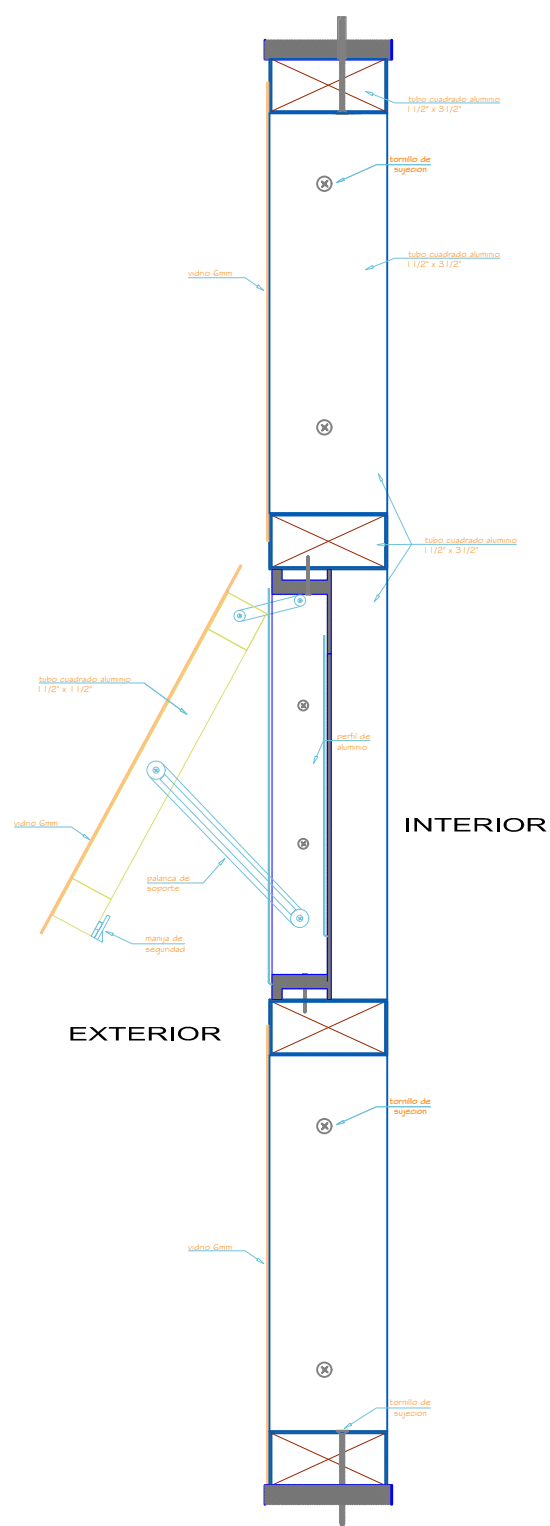 tubo cuadrado aluminio
1 1/2" x 3 1/2"
tornillo de
sujecion
tubo cuadrado aluminio
1 1/2" x 3 1/2"
vidrio 6mm
tubo cuadrado aluminio
1 1/2" x 3 1/2"
tubo cuadrado aluminio
1 1/2" x 1 1/2"
perfil de
aluminio
vidrio 6mm
INTERIOR
palanca de
soporte
manija de
seguridad
EXTERIOR
tornillo de
sujecion
vidrio 6mm
tornillo de
sujecion